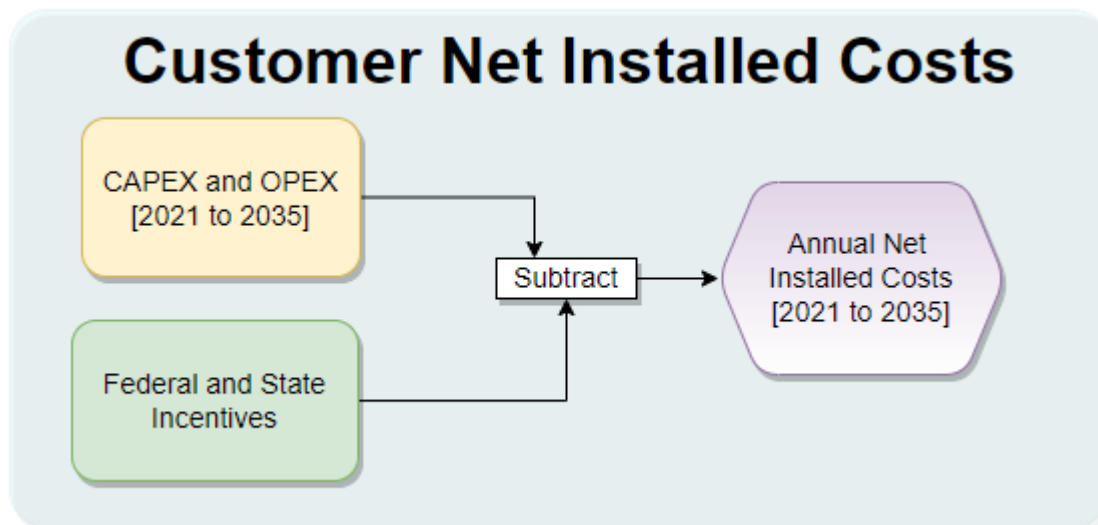 Customer Net Installed Costs
CAPEX and OPEX
[2021 to 2035]
Subtract
Annual Net
Installed Costs
[2021 to 2035]
Federal and State
Incentives